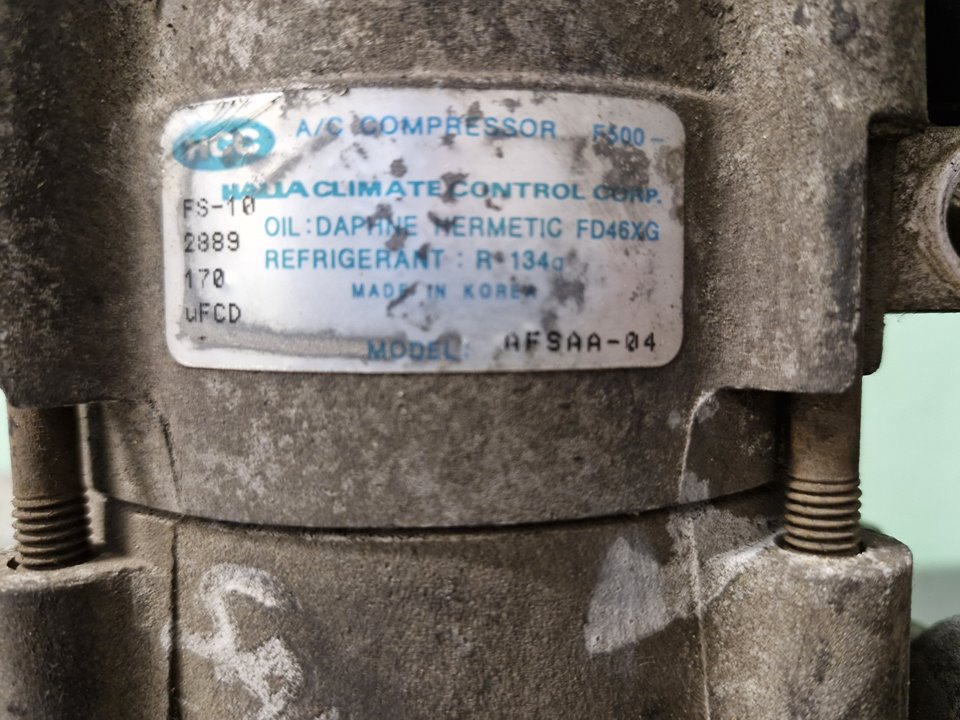 HCC
A/C COMPRESSOR F500-
HALLA CLIMATE CONTROL CORP.
FS-10
OIL : DAPHNE HERMETIC FD46XG
2889
REFRIGERANT : R-134a
170
MADE IN KOREA
uFCD
MODEL: AFSAA-04